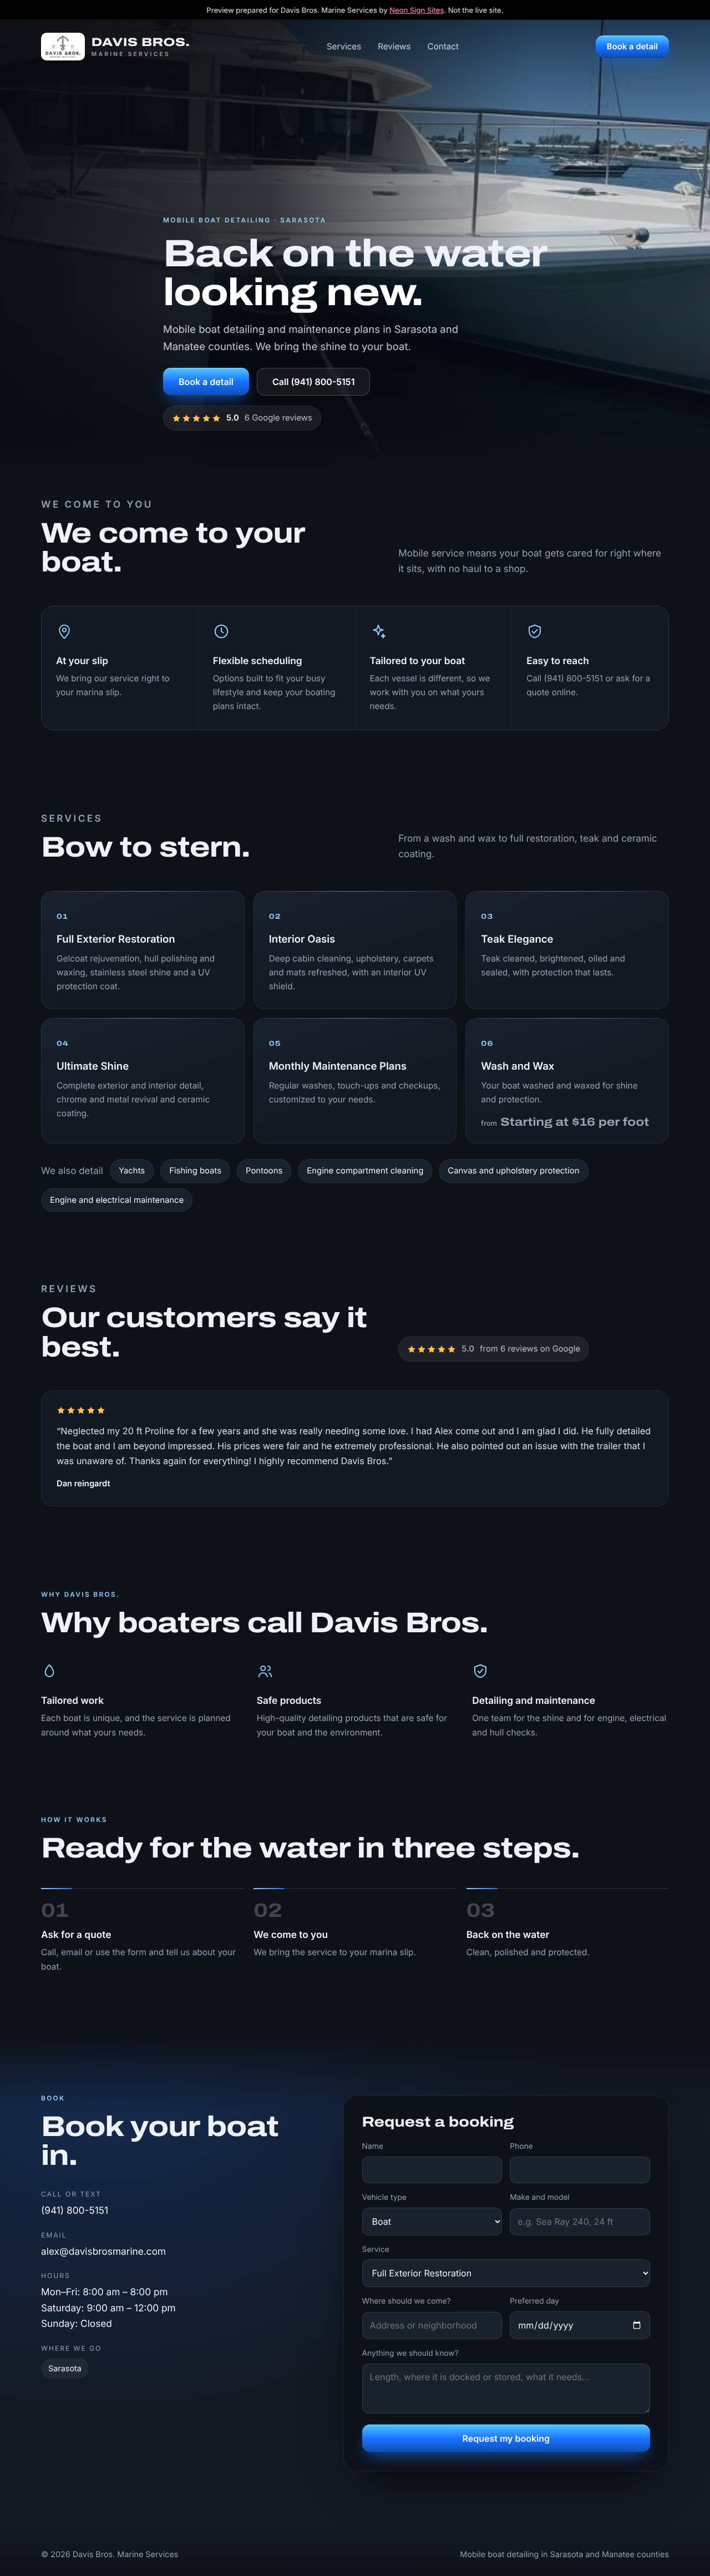 Preview prepared for Davis Bros. Marine Services by Neon Sign Sites. Not the live site.
DAVIS BROS.
DAVIS BROS.
MARINE SERVICES
Services
Reviews
Contact
Book a detail
MOBILE BOAT DETAILING · SARASOTA
Back on the water
looking new.
Mobile boat detailing and maintenance plans in Sarasota and
Manatee counties. We bring the shine to your boat.
Book a detail
Call (941) 800-5151
★★★★★ 5.0 6 Google reviews
WE COME TO YOU
We come to your
boat.
Mobile service means your boat gets cared for right where
it sits, with no haul to a shop.
At your slip
We bring our service right to
your marina slip.
Flexible scheduling
Options built to fit your busy
lifestyle and keep your boating
plans intact.
Tailored to your boat
Each vessel is different, so we
work with you on what yours
needs.
Easy to reach
Call (941) 800-5151 or ask for a
quote online.
SERVICES
Bow to stern.
From a wash and wax to full restoration, teak and ceramic
coating.
01
Full Exterior Restoration
Gelcoat rejuvenation, hull polishing and
waxing, stainless steel shine and a UV
protection coat.
02
Interior Oasis
Deep cabin cleaning, upholstery, carpets
and mats refreshed, with an interior UV
shield.
03
Teak Elegance
Teak cleaned, brightened, oiled and
sealed, with protection that lasts.
04
Ultimate Shine
Complete exterior and interior detail,
chrome and metal revival and ceramic
coating.
05
Monthly Maintenance Plans
Regular washes, touch-ups and checkups,
customized to your needs.
06
Wash and Wax
Your boat washed and waxed for shine
and protection.
from Starting at $16 per foot
We also detail
Yachts
Fishing boats
Pontoons
Engine compartment cleaning
Canvas and upholstery protection
Engine and electrical maintenance
REVIEWS
Our customers say it
best.
★★★★★ 5.0 from 6 reviews on Google
★★★★★
“Neglected my 20 ft Proline for a few years and she was really needing some love. I had Alex come out and I am glad I did. He fully detailed
the boat and I am beyond impressed. His prices were fair and he extremely professional. He also pointed out an issue with the trailer that I
was unaware of. Thanks again for everything! I highly recommend Davis Bros.”
Dan reingardt
WHY DAVIS BROS.
Why boaters call Davis Bros.
Tailored work
Each boat is unique, and the service is planned
around what yours needs.
Safe products
High-quality detailing products that are safe for
your boat and the environment.
Detailing and maintenance
One team for the shine and for engine, electrical
and hull checks.
HOW IT WORKS
Ready for the water in three steps.
01
Ask for a quote
Call, email or use the form and tell us about your
boat.
02
We come to you
We bring the service to your marina slip.
03
Back on the water
Clean, polished and protected.
BOOK
Book your boat
in.
CALL OR TEXT
(941) 800-5151
EMAIL
alex@davisbrosmarine.com
HOURS
Mon–Fri: 8:00 am – 8:00 pm
Saturday: 9:00 am – 12:00 pm
Sunday: Closed
WHERE WE GO
Sarasota
Request a booking
Name
Phone
Vehicle type
Make and model
Boat
e.g. Sea Ray 240, 24 ft
Service
Full Exterior Restoration
Where should we come?
Preferred day
Address or neighborhood
mm/dd/yyyy
Anything we should know?
Length, where it is docked or stored, what it needs...
Request my booking
© 2026 Davis Bros. Marine Services
Mobile boat detailing in Sarasota and Manatee counties